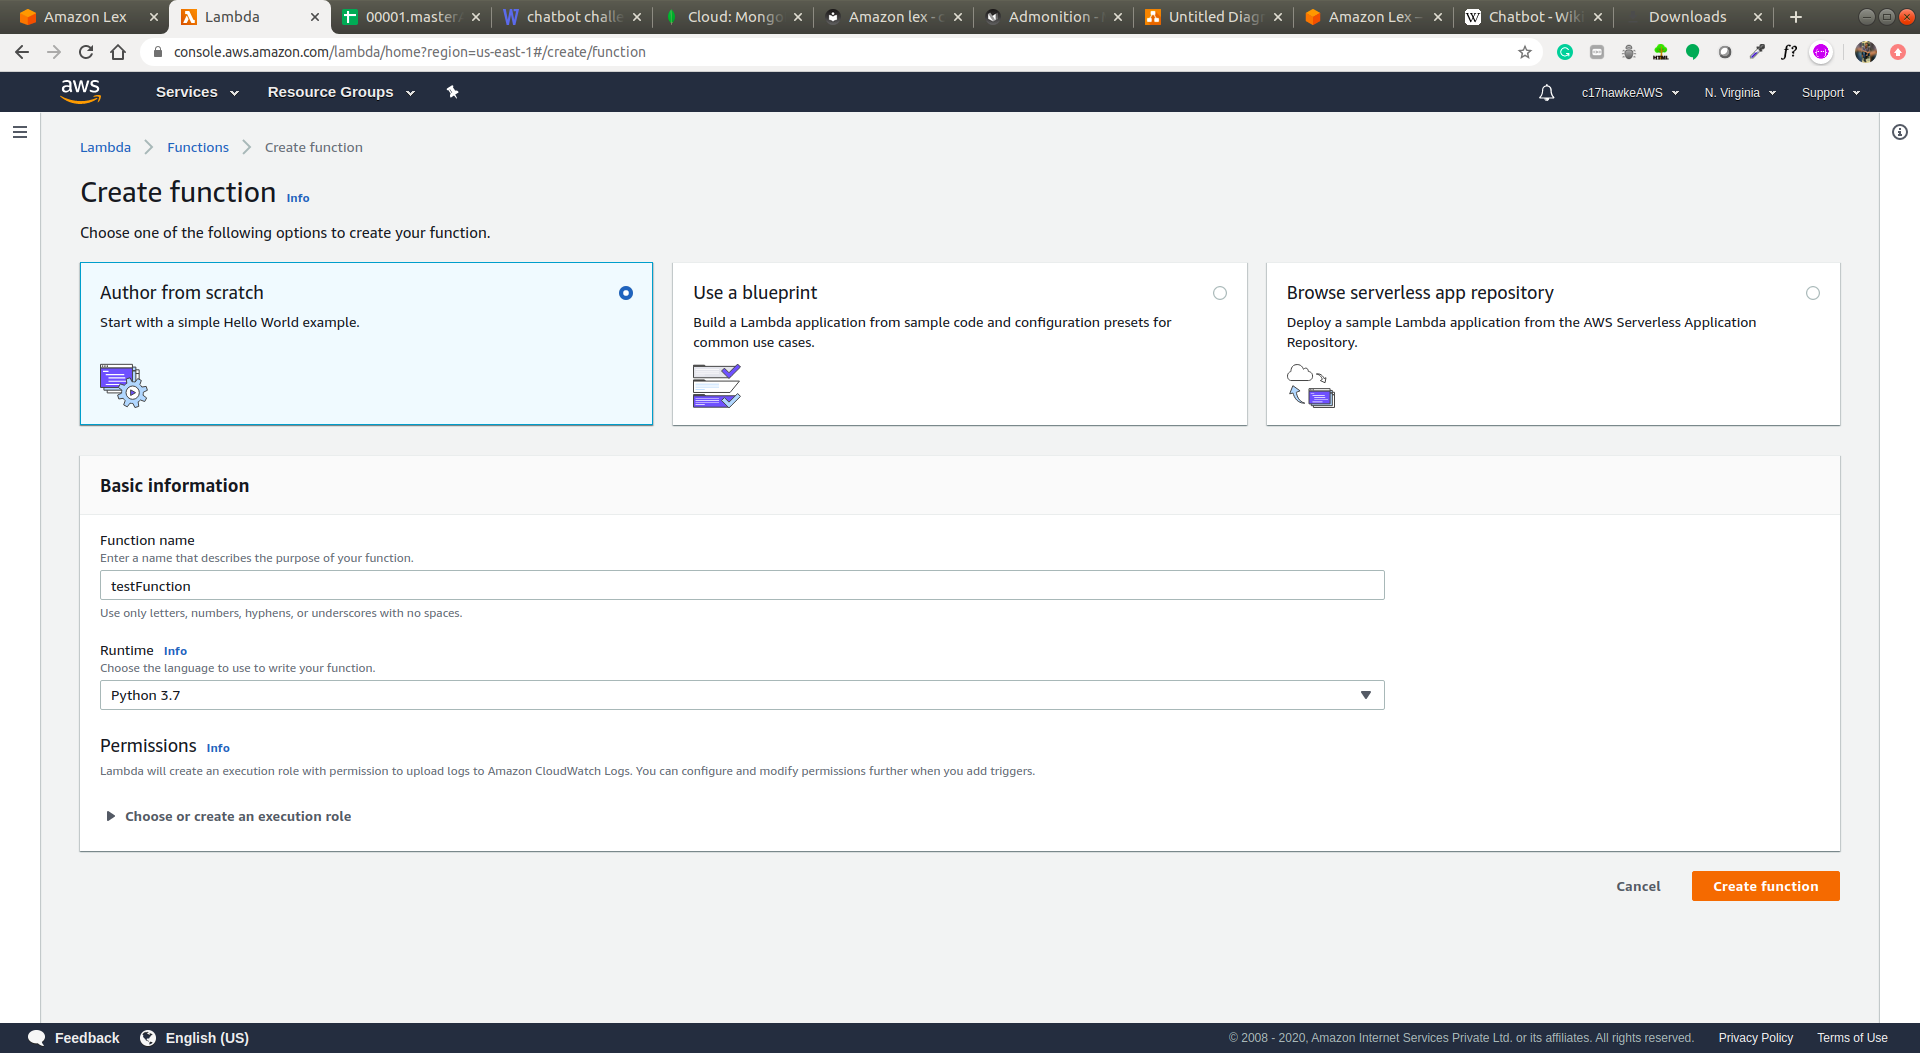 Amazon Lex
Lambda
00001.master
chatbot challe
Cloud: Mongo
Amazon lex - c
Admonition -
Untitled Diag
Amazon Lex –
Chatbot - Wik
Downloads
console.aws.amazon.com/lambda/home?region=us-east-1#/create/function
aws
Services
Resource Groups
c17hawkeAWS
N. Virginia
Support
Lambda
Functions
Create function
Create function Info
Choose one of the following options to create your function.
Author from scratch
Start with a simple Hello World example.
Use a blueprint
Build a Lambda application from sample code and configuration presets for
common use cases.
Browse serverless app repository
Deploy a sample Lambda application from the AWS Serverless Application
Repository.
Basic information
Function name
Enter a name that describes the purpose of your function.
testFunction
Use only letters, numbers, hyphens, or underscores with no spaces.
Runtime Info
Choose the language to use to write your function.
Python 3.7
Permissions Info
Lambda will create an execution role with permission to upload logs to Amazon CloudWatch Logs. You can configure and modify permissions further when you add triggers.
Choose or create an execution role
Cancel
Create function
Feedback
English (US)
© 2008 - 2020, Amazon Internet Services Private Ltd. or its affiliates. All rights reserved.
Privacy Policy
Terms of Use